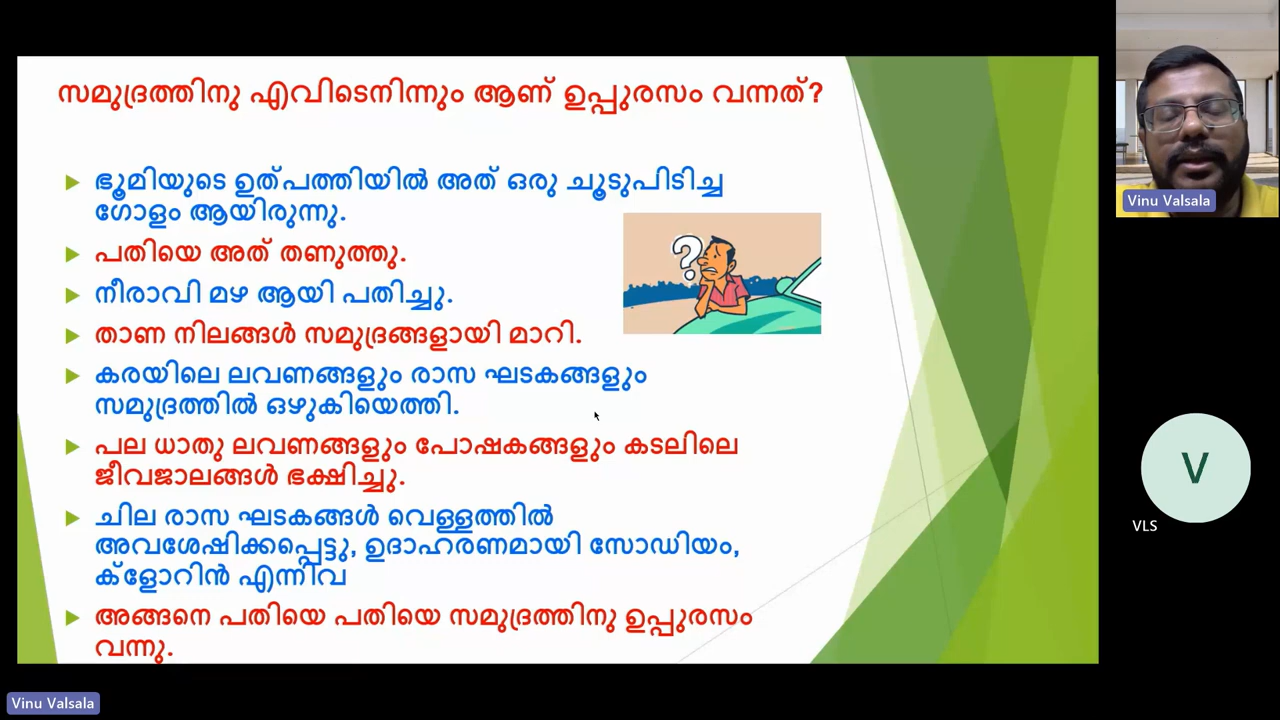 സമുദ്രത്തിനു എവിടെനിന്നും ആണ് ഉപ്പുരസം വന്നത്?
ഭൂമിയുടെ ഉത്പത്തിയിൽ അത് ഒരു ചൂടുപിടിച്ച
ഗോളം ആയിരുന്നു.
പതിയെ അത് തണുത്തു.
നീരാവി മഴ ആയി പതിച്ചു.
താണ നിലങ്ങൾ സമുദ്രങ്ങളായി മാറി.
കരയിലെ ലവണങ്ങളും രാസ ഘടകങ്ങളും
സമുദ്രത്തിൽ ഒഴുകിയെത്തി.
പല ധാതു ലവണങ്ങളും പോഷകങ്ങളും കടലിലെ
ജീവജാലങ്ങൾ ഭക്ഷിച്ചു.
ചില രാസ ഘടകങ്ങൾ വെള്ളത്തിൽ
അവശേഷിക്കപ്പെട്ടു, ഉദാഹരണമായി സോഡിയം,
ക്ളോറിൻ എന്നിവ
അങ്ങനെ പതിയെ പതിയെ സമുദ്രത്തിനു ഉപ്പുരസം
വന്നു.
?
Vinu Valsala
V
VLS
Vinu Valsala